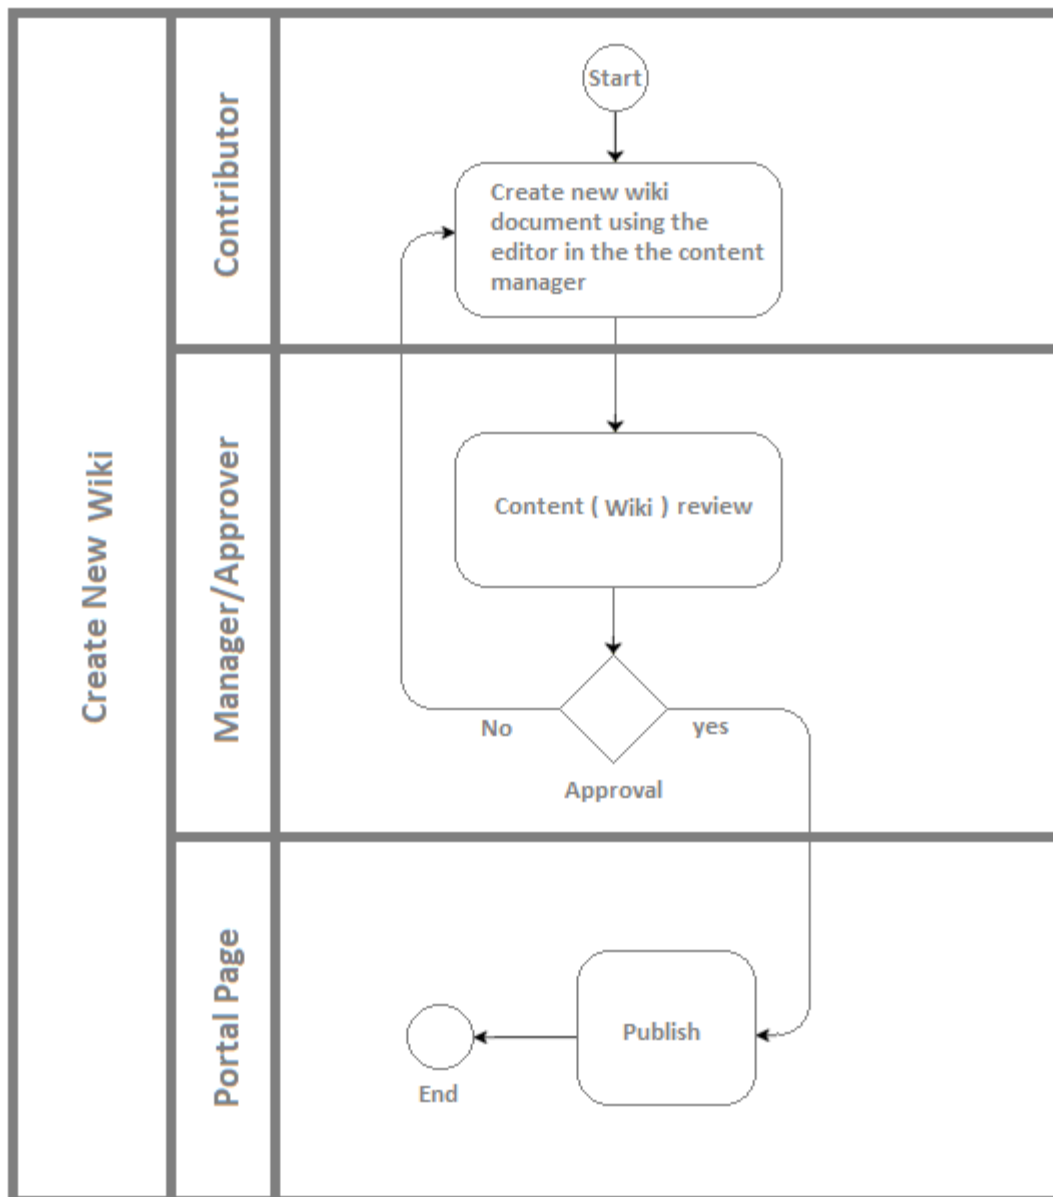 Create New Wiki
Contributor
Start
Create new wiki
document using the
editor in the the content
manager
Manager/Approver
Content ( Wiki ) review
No
yes
Approval
Portal Page
Publish
End